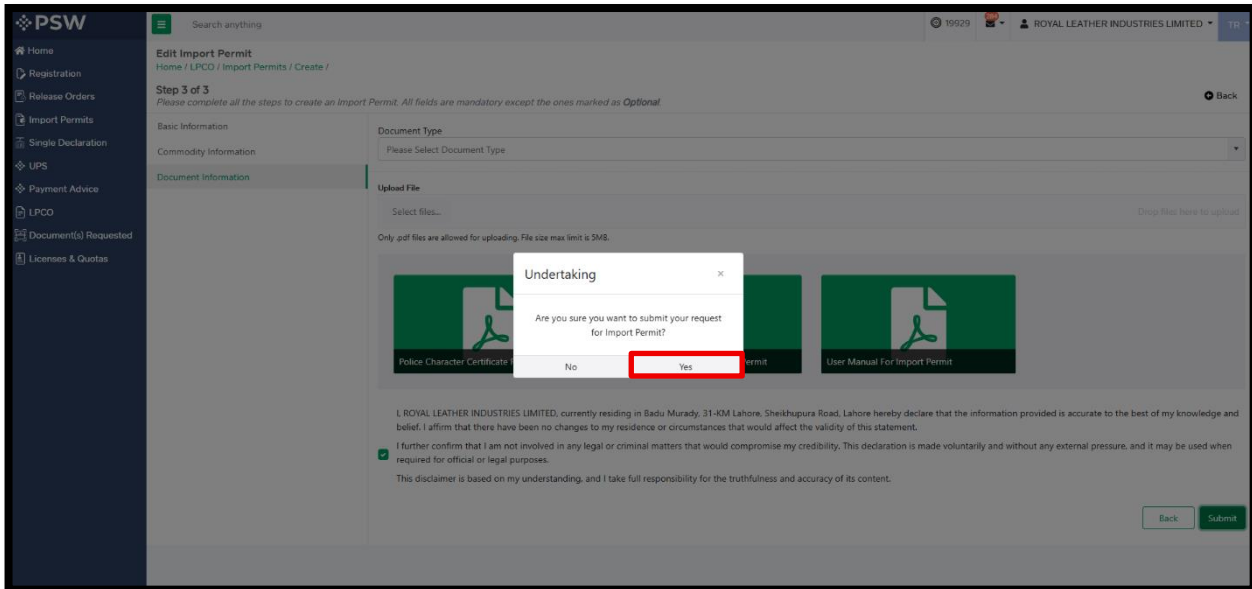 PSW
Search anything
19929
ROYAL LEATHER INDUSTRIES LIMITED
TR
Home
Registration
Release Orders
Import Permits
Single Declaration
UPS
Payment Advice
LPCO
Document(s) Requested
Licenses & Quotas
Edit Import Permit
Home / LPCO / Import Permits / Create /
Step 3 of 3
Please complete all the steps to create an Import Permit. All fields are mandatory except the ones marked as Optional.
Back
Basic Information
Commodity Information
Document Information
Document Type
Please Select Document Type
Upload File
Select files...
Drop files here to upload
Only .pdf files are allowed for uploading. File size max limit is 5MB.
Undertaking
Are you sure you want to submit your request
for Import Permit?
No
Yes
Police Character Certificate
ermit
User Manual For Import Permit
I, ROYAL LEATHER INDUSTRIES LIMITED, currently residing in Badu Murady, 31-KM Lahore, Sheikhupura Road, Lahore hereby declare that the information provided is accurate to the best of my knowledge and
belief. I affirm that there have been no changes to my residence or circumstances that would affect the validity of this statement.
I further confirm that I am not involved in any legal or criminal matters that would compromise my credibility. This declaration is made voluntarily and without any external pressure, and it may be used when
required for official or legal purposes.
This disclaimer is based on my understanding, and I take full responsibility for the truthfulness and accuracy of its content.
Back
Submit